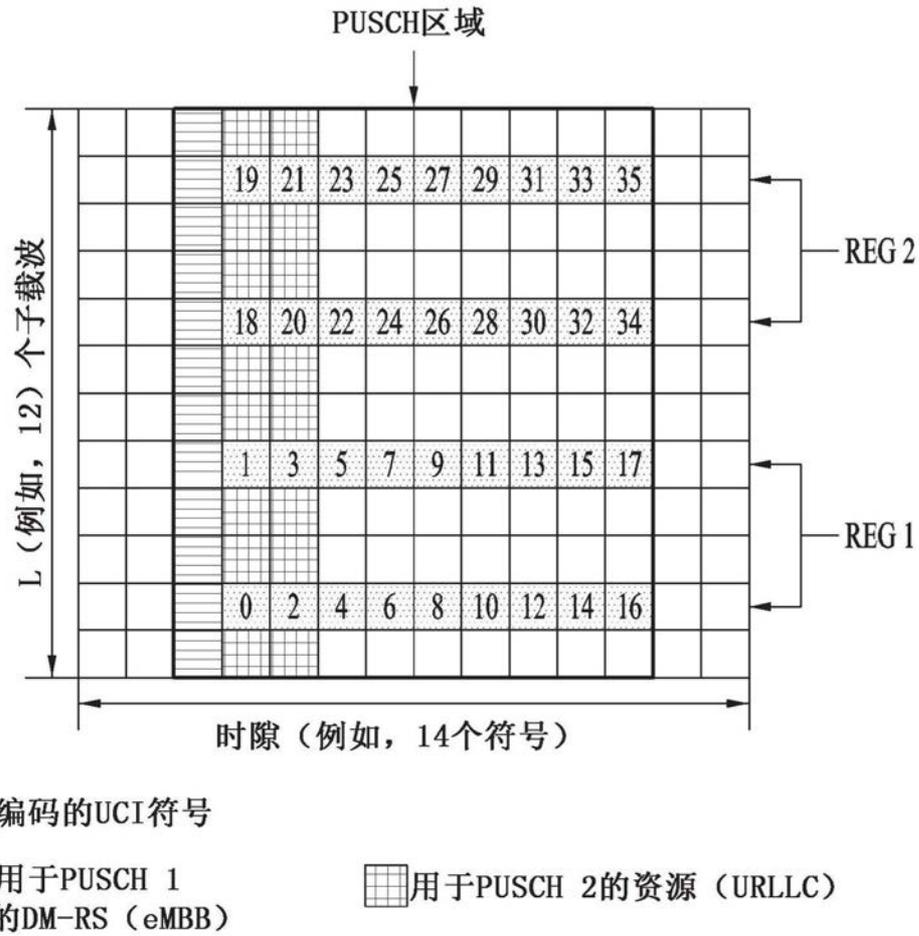 PUSCH区域
19 21 23 25 27 29 31 33 35
REG 2
18 20 22 24 26 28 30 32 34
L(例如, 12)个子载波
1 3 5 7 9 11 13 15 17
REG 1
0 2 4 6 8 10 12 14 16
时隙(例如, 14个符号)
编码的UCI符号
用于PUSCH 1
的DM-RS(eMBB)
用于PUSCH 2的资源(URLLC)